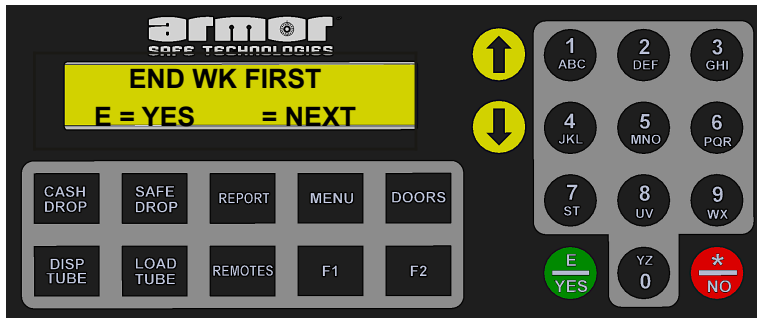 armor
SAFE TECHNOLOGIES
END WK FIRST
E = YES = NEXT
1
ABC
2
DEF
3
GHI
4
JKL
5
MNO
6
PQR
7
ST
8
UV
9
WX
E
YES
YZ
0
*
NO
CASH
DROP
SAFE
DROP
REPORT
MENU
DOORS
DISP
TUBE
LOAD
TUBE
REMOTES
F1
F2